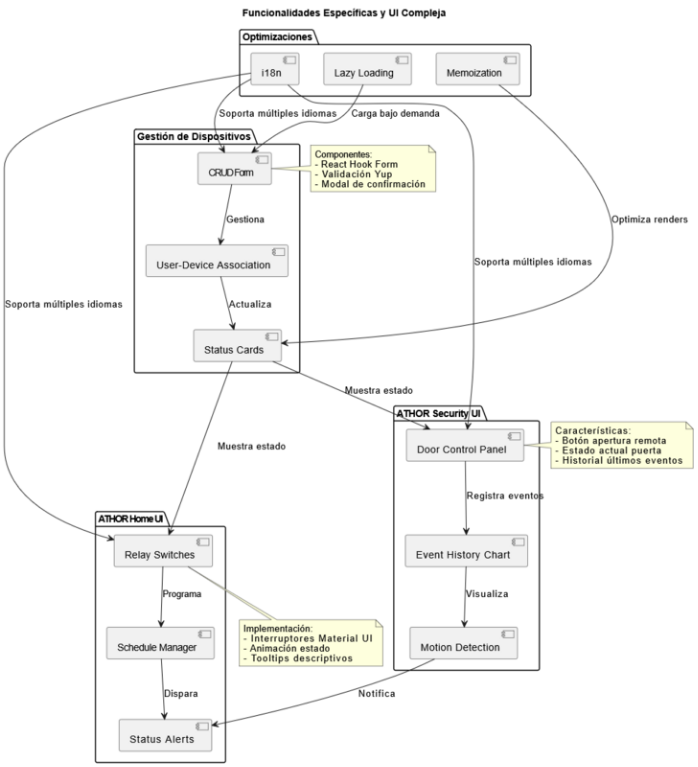 Funcionalidades Específicas y UI Compleja
Optimizaciones
i18n
Lazy Loading
Memoization
Soporta múltiples idiomas
Carga bajo demanda
Gestión de Dispositivos
CRUD Form
Componentes:
- React Hook Form
- Validación Yup
- Modal de confirmación
Gestiona
Optimiza renders
User-Device Association
Soporta múltiples idiomas
Soporta múltiples idiomas
Actualiza
Status Cards
Muestra estado
ATHOR Security UI
Door Control Panel
Características:
- Botón apertura remota
- Estado actual puerta
- Historial últimos eventos
Muestra estado
Registra eventos
ATHOR Home UI
Relay Switches
Event History Chart
Programa
Visualiza
Implementación:
- Interruptores Material UI
- Animación estado
- Tooltips descriptivos
Schedule Manager
Motion Detection
Dispara
Notifica
Status Alerts